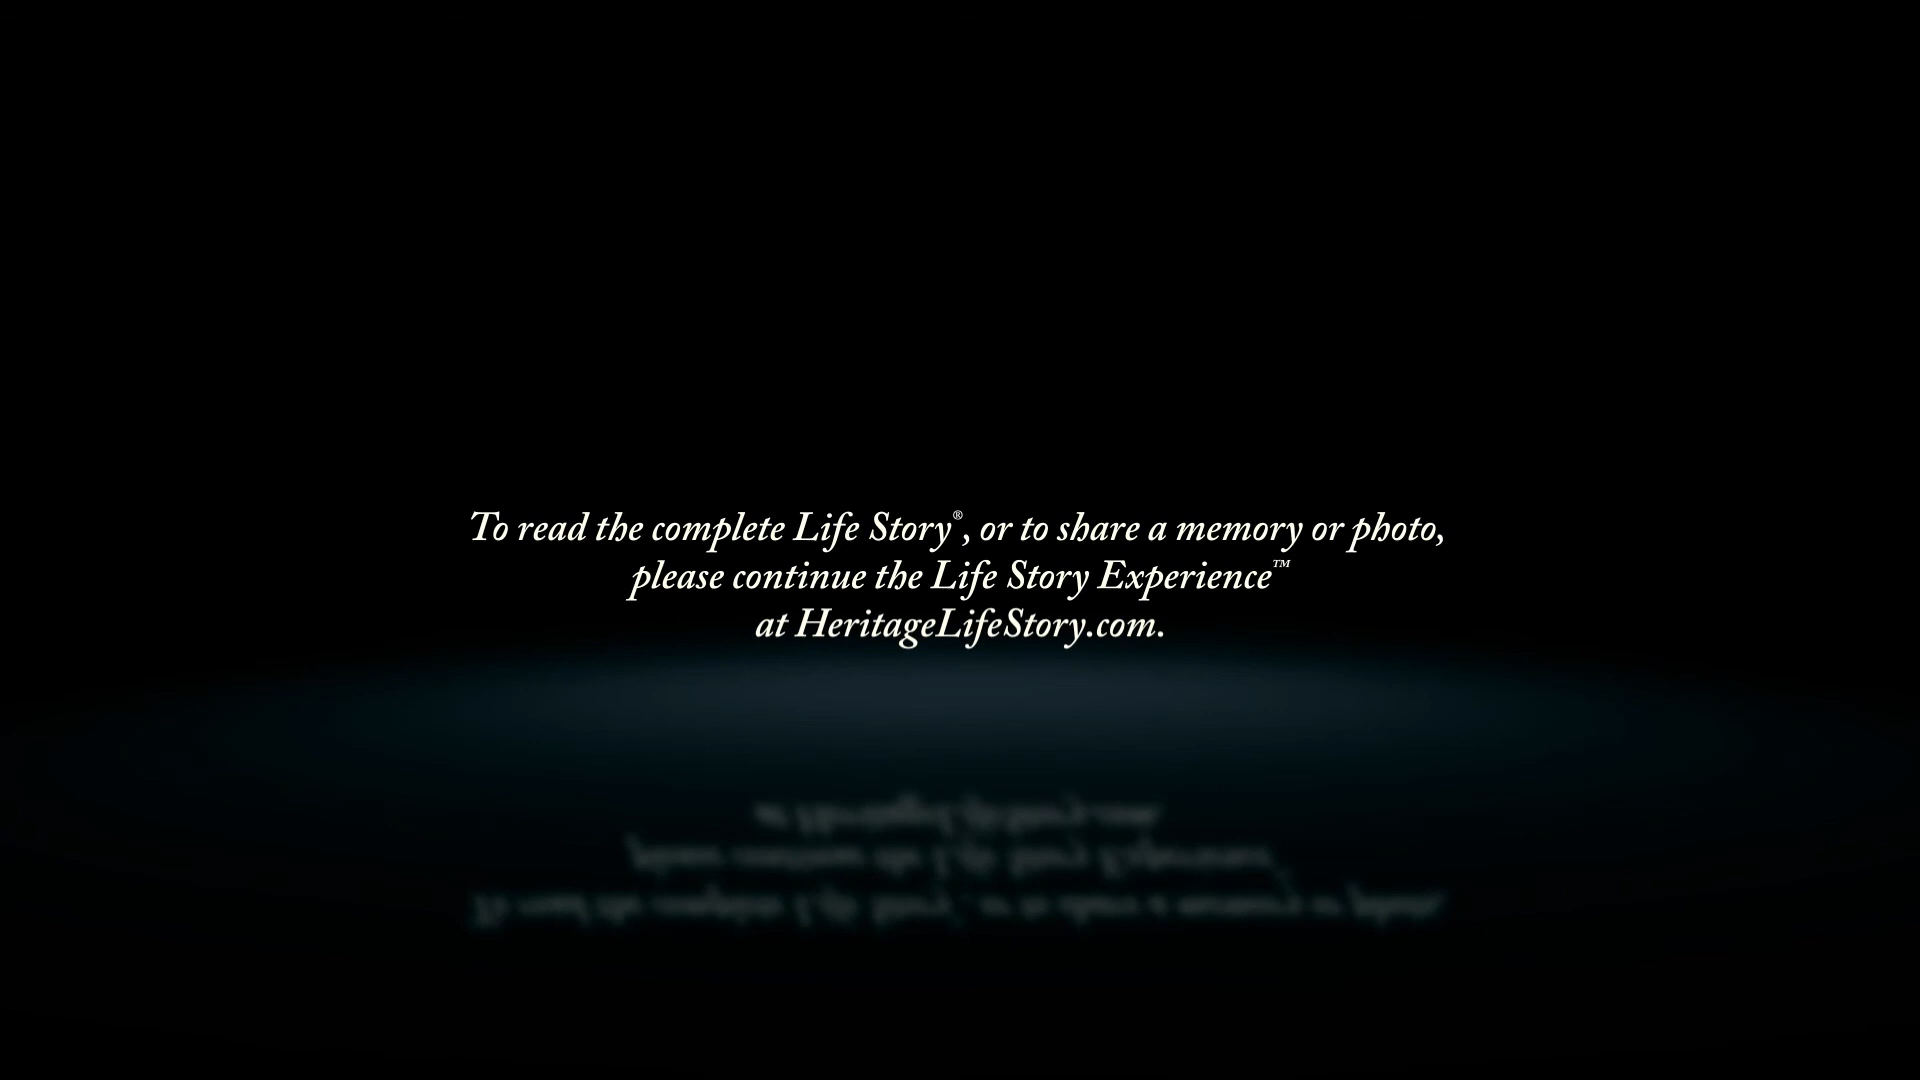 To read the complete Life Story®, or to share a memory or photo,
please continue the Life Story Experience™
at HeritageLifeStory.com.